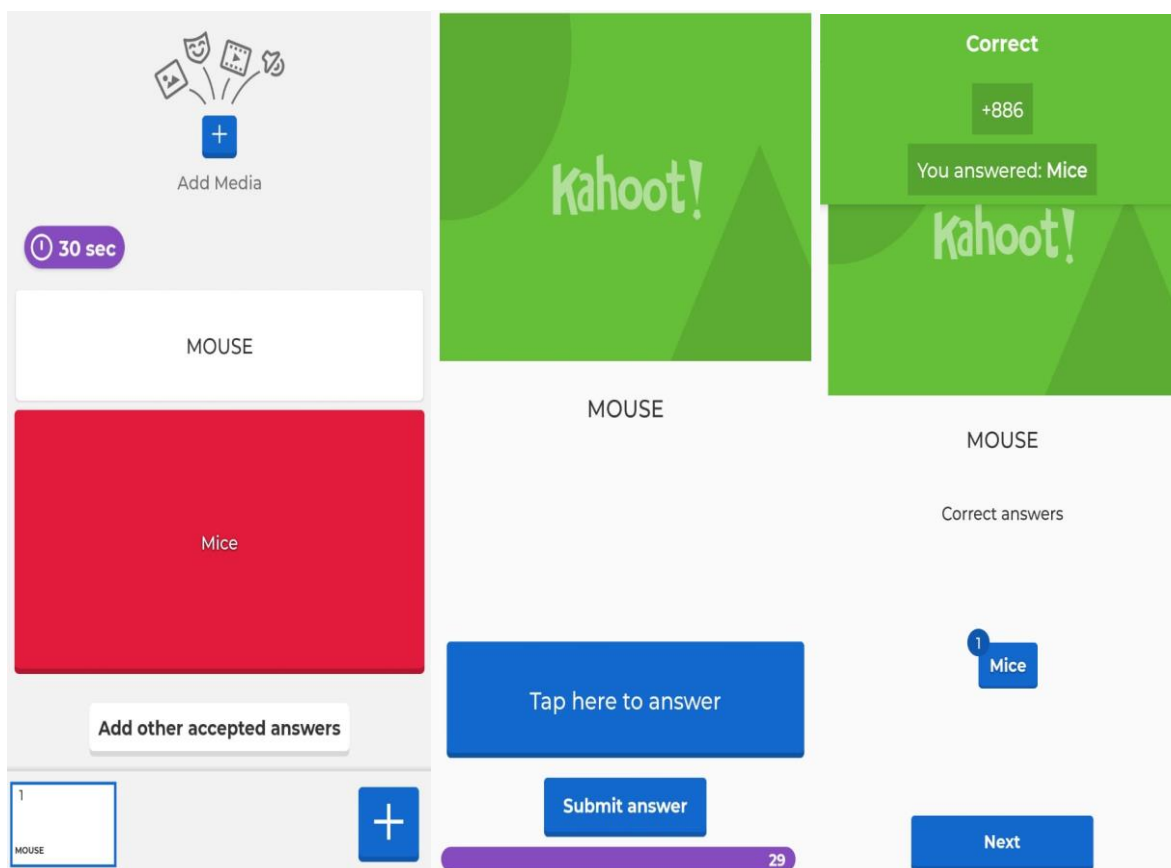 Add Media
30 sec
MOUSE
Mice
Add other accepted answers
1
MOUSE
Kahoot!
MOUSE
Tap here to answer
Submit answer
29
Correct
+886
You answered: Mice
Kahoot!
MOUSE
Correct answers
1
Mice
Next